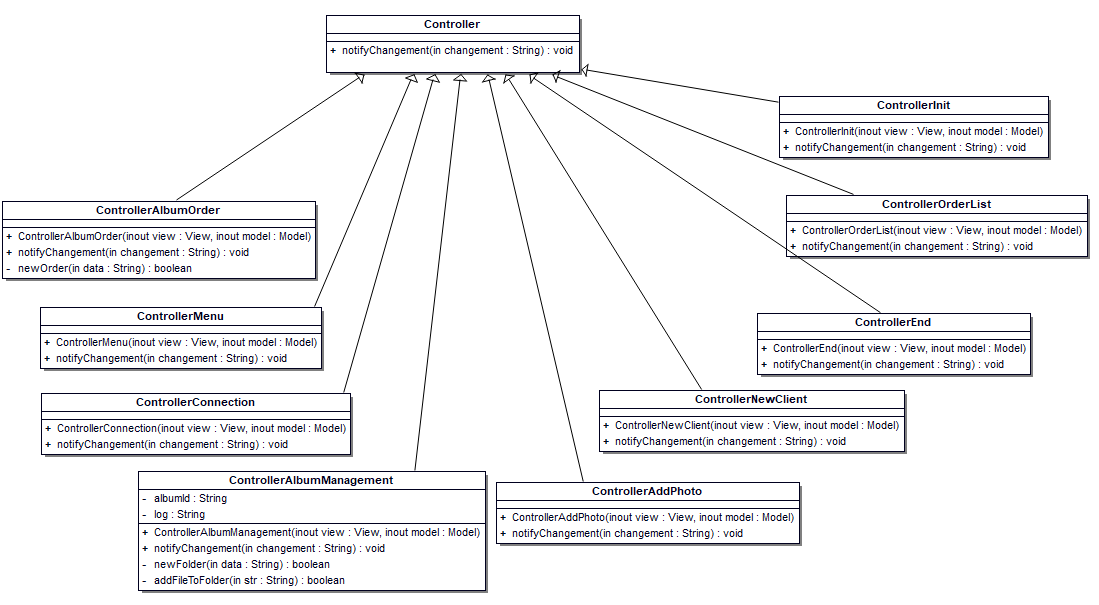 Controller
+ notifyChangement(in changement : String) : void
ControllerInit
+ ControllerInit(inout view : View, inout model : Model)
+ notifyChangement(in changement : String) : void
ControllerOrderList
+ ControllerOrderList(inout view : View, inout model : Model)
+ notifyChangement(in changement : String) : void
ControllerAlbumOrder
+ ControllerAlbumOrder(inout view : View, inout model : Model)
+ notifyChangement(in changement : String) : void
- newOrder(in data : String) : boolean
ControllerMenu
+ ControllerMenu(inout view : View, inout model : Model)
+ notifyChangement(in changement : String) : void
ControllerEnd
+ ControllerEnd(inout view : View, inout model : Model)
+ notifyChangement(in changement : String) : void
ControllerConnection
+ ControllerConnection(inout view : View, inout model : Model)
+ notifyChangement(in changement : String) : void
ControllerNewClient
+ ControllerNewClient(inout view : View, inout model : Model)
+ notifyChangement(in changement : String) : void
ControllerAlbumManagement
- albumId : String
- log : String
+ ControllerAlbumManagement(inout view : View, inout model : Model)
+ notifyChangement(in changement : String) : void
- newFolder(in data : String) : boolean
- addFileToFolder(in str : String) : boolean
ControllerAddPhoto
+ ControllerAddPhoto(inout view : View, inout model : Model)
+ notifyChangement(in changement : String) : void